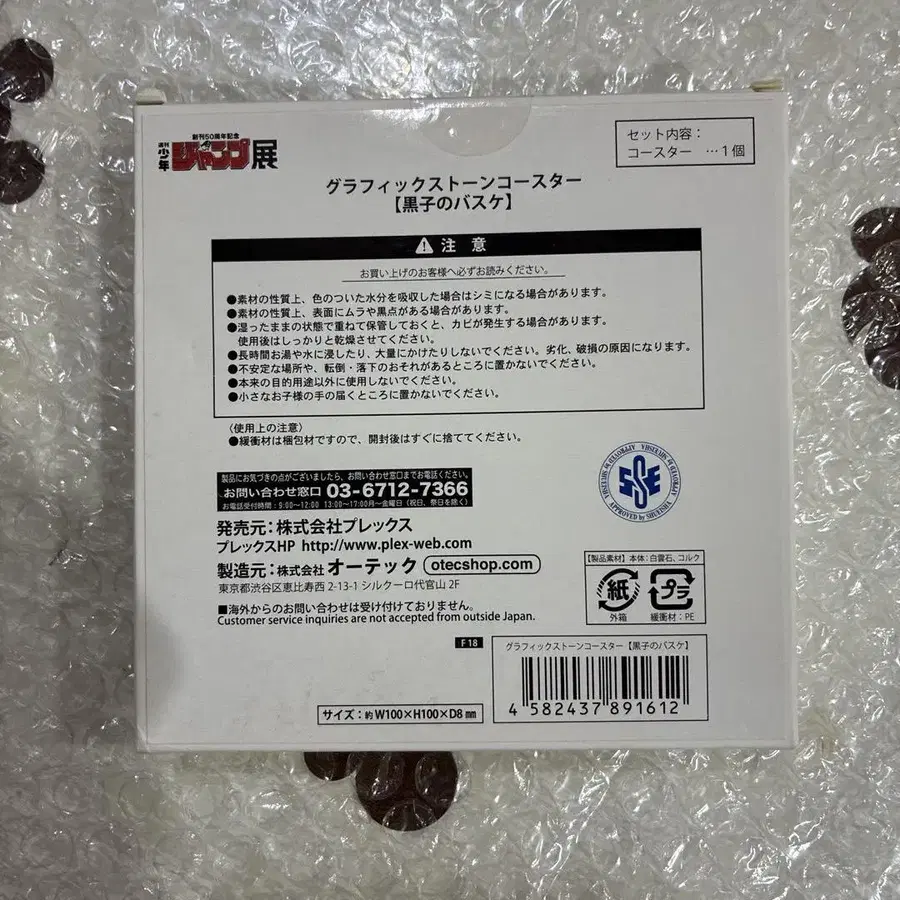 創刊50周年記念
週刊少年ジャンプ展
セット内容：
コースター …1個
グラフィックストーンコースター
【黒子のバスケ】
注意
お買い上げのお客様へ必ずお読みください。
●素材の性質上、色のついた水分を吸収した場合はシミになる場合があります。
●素材の性質上、表面にムラや黒点がある場合があります。
●湿ったままの状態で重ねて保管しておくと、カビが発生する場合があります。
使用後はしっかりと乾燥させてください。
●長時間お湯や水に浸したり、大量にかけたりしないでください。劣化、破損の原因になります。
●不安定な場所や、転倒・落下のおそれがあるところに置かないでください。
●本来の目的用途以外に使用しないでください。
●小さなお子様の手の届くところに置かないでください。
〈使用上の注意〉
●緩衝材は梱包材ですので、開封後はすぐに捨ててください。
製品にお気づきの点がございましたら、お問い合わせ窓口までお電話ください。
お問い合わせ窓口 03-6712-7366
お電話受付時間：9:00〜12:00 13:00〜17:00月〜金曜日（祝日、祭日を除く）
発売元：株式会社プレックス
プレックスHP http://www.plex-web.com
製造元：株式会社オーテック otecshop.com
東京都渋谷区恵比寿西 2-13-1 シルクーロ代官山 2F
■海外からのお問い合わせは受け付けておりません。
Customer service inquiries are not accepted from outside Japan.
APPROVED by SHUEISHA
APPROVED by SHUEISHA
APPROVED by SHUEISHA
SSE
【製品素材】本体：白雲石、コルク
紙
プラ
外箱
緩衝材：PE
F18
グラフィックストーンコースター【黒子のバスケ】
4 582437 891612
サイズ：約W100×H100×D8㎜